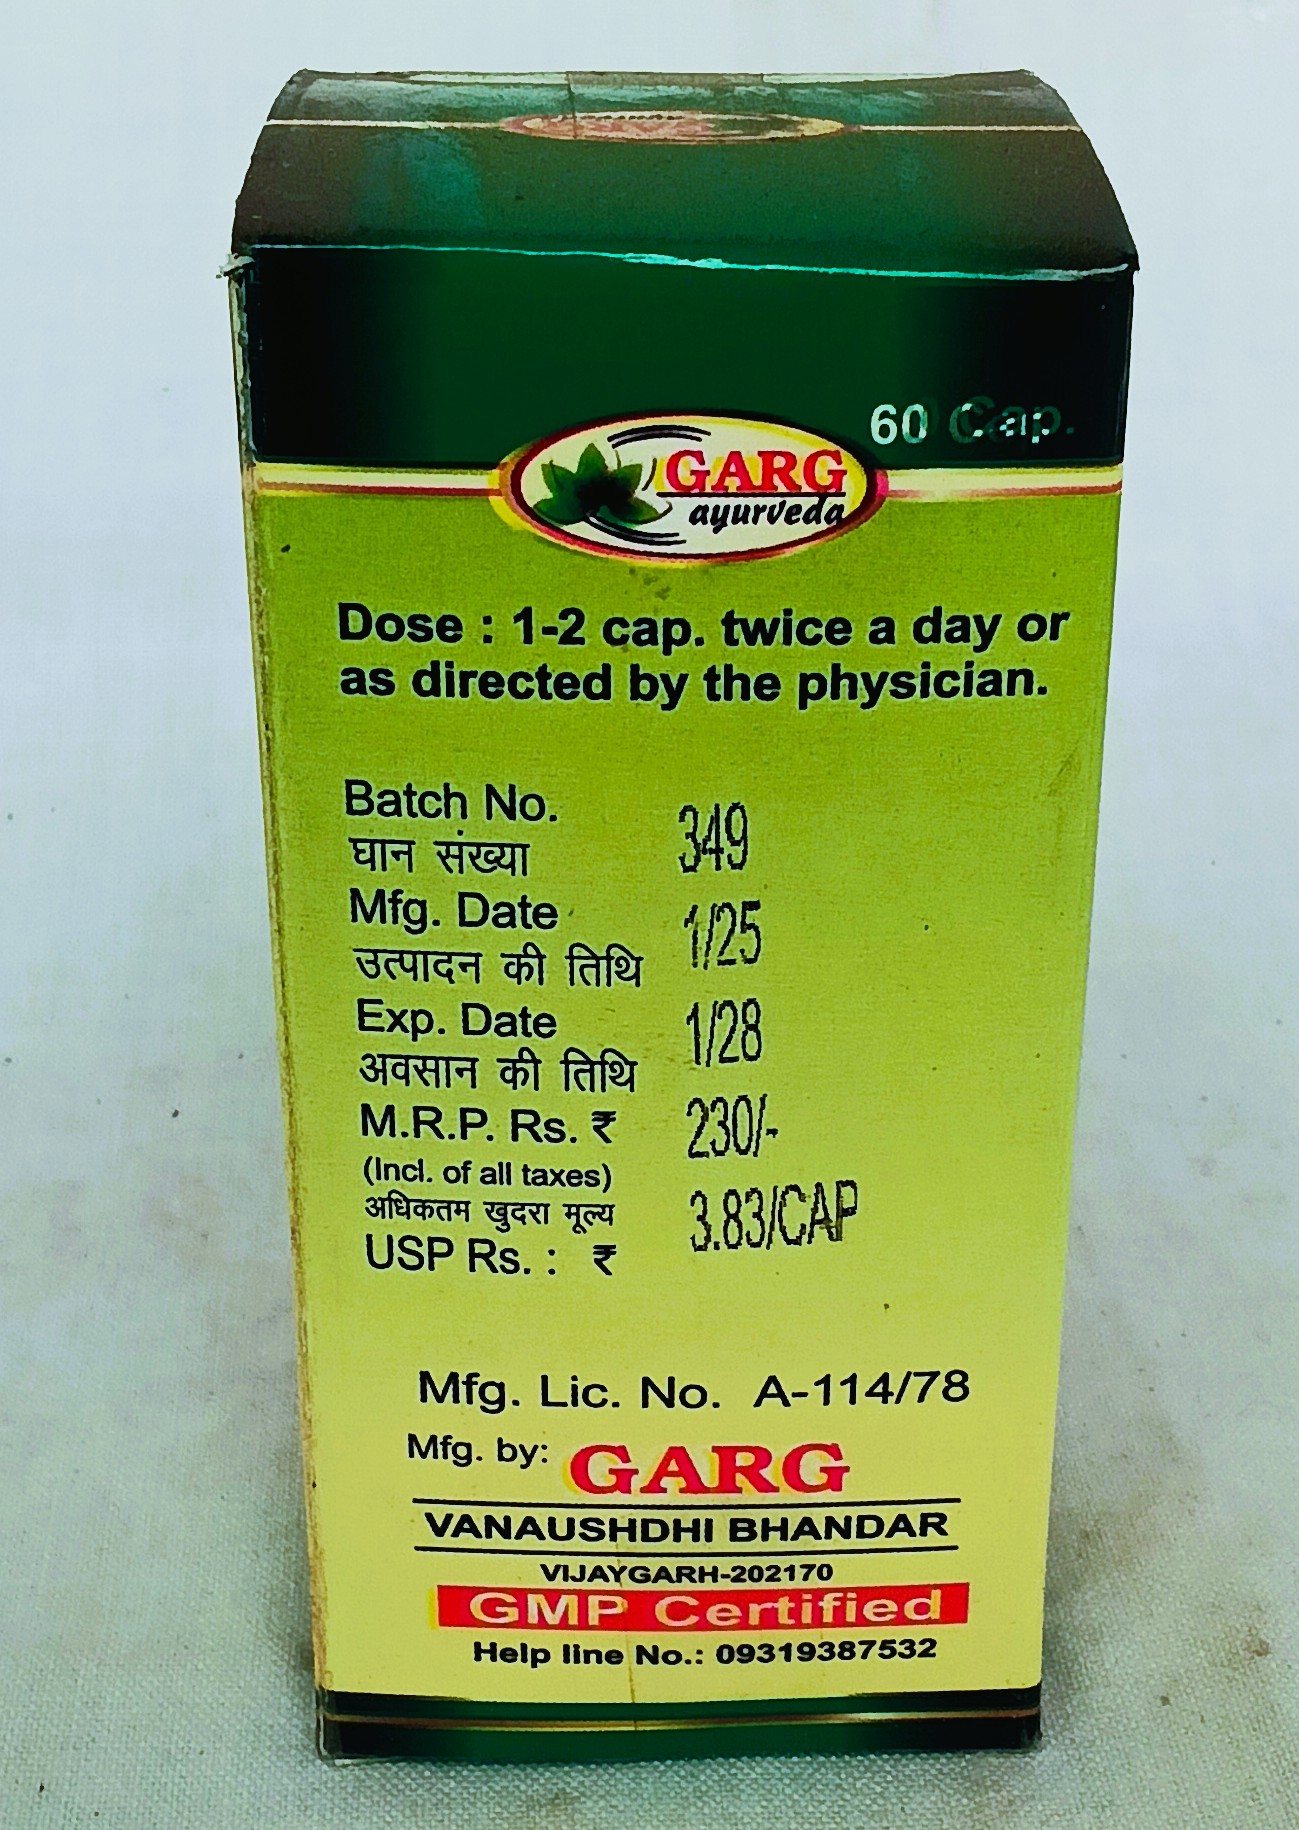 60 Cap.
GARG
ayurveda
Dose : 1-2 cap. twice a day or
as directed by the physician.
Batch No. 349
घान संख्या
Mfg. Date 1/25
उत्पादन की तिथि
Exp. Date 1/28
अवसान की तिथि
M.R.P. Rs. ₹ 230/-
(Incl. of all taxes)
अधिकतम खुदरा मूल्य
USP Rs. : ₹ 3.83/CAP
Mfg. Lic. No. A-114/78
Mfg. by: GARG
VANAUSHDHI BHANDAR
VIJAYGARH-202170
GMP Certified
Help line No.: 09319387532